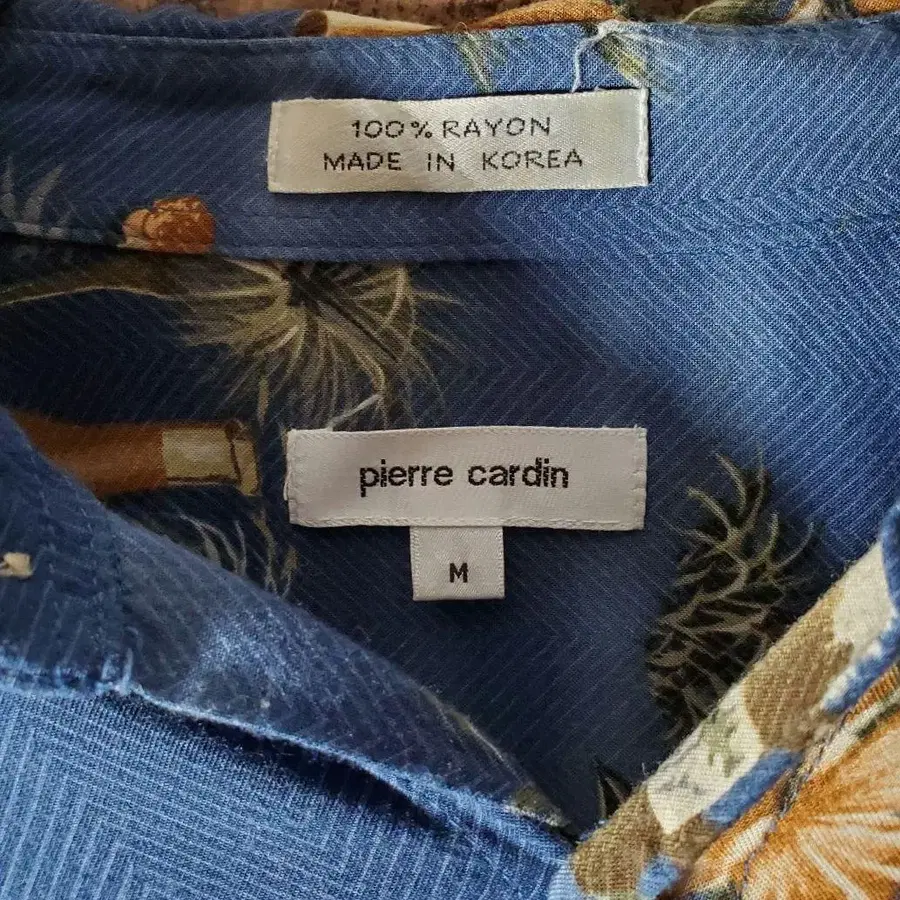 100% RAYON
MADE IN KOREA
pierre cardin
M